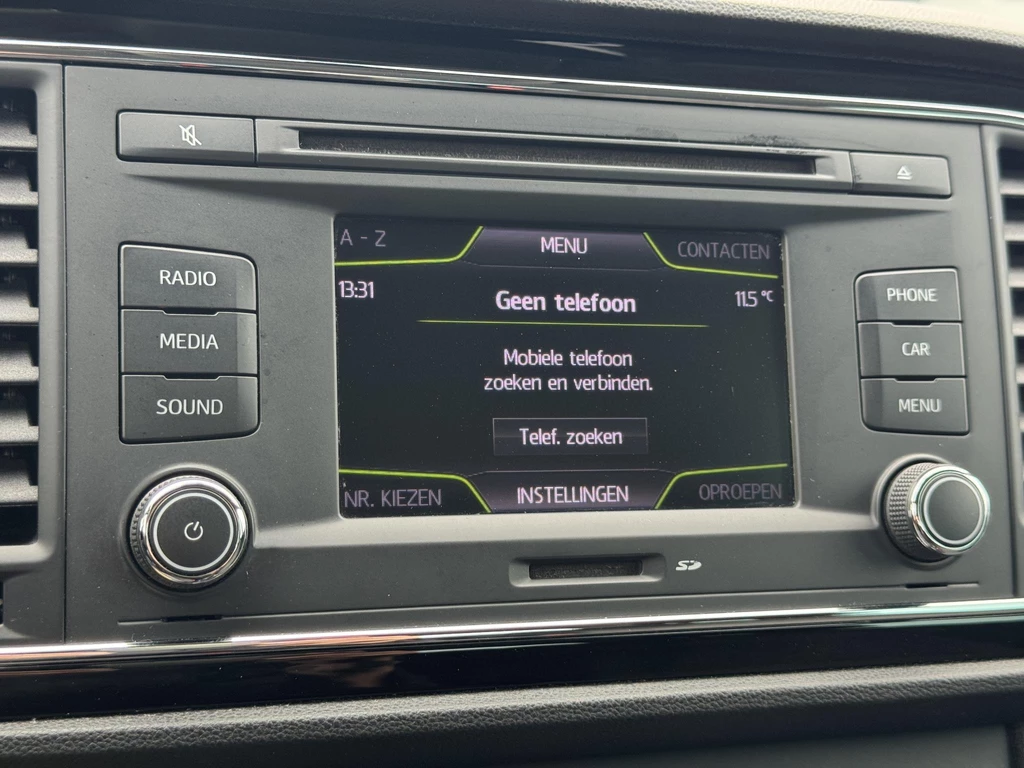 A - Z
MENU
CONTACTEN
13:31
Geen telefoon
11.5 °C
Mobiele telefoon
zoeken en verbinden.
Telef. zoeken
NR. KIEZEN
INSTELLINGEN
OPROEPEN
RADIO
MEDIA
SOUND
PHONE
CAR
MENU
SD